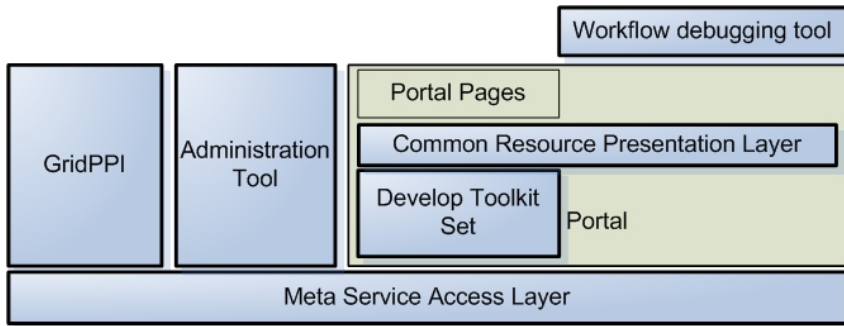 Workflow debugging tool
Portal Pages
GridPPI
Administration
Tool
Common Resource Presentation Layer
Develop Toolkit
Set
Portal
Meta Service Access Layer